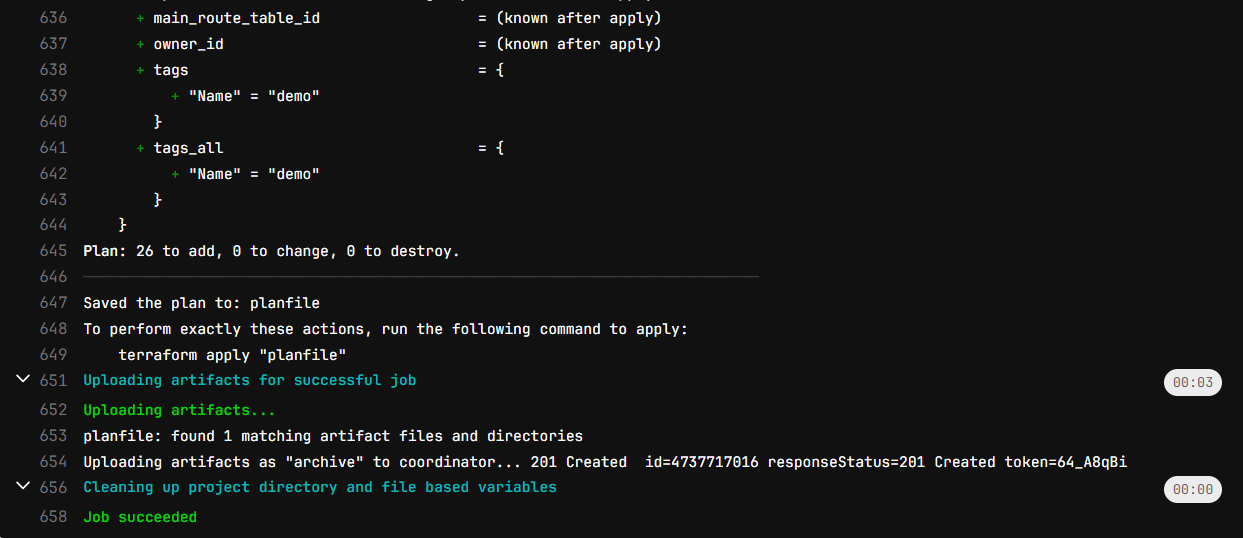 636 + main_route_table_id = (known after apply)
637 + owner_id = (known after apply)
638 + tags = {
639 + "Name" = "demo"
640 }
641 + tags_all = {
642 + "Name" = "demo"
643 }
644 }
645 Plan: 26 to add, 0 to change, 0 to destroy.
646 ─────────────────────────────────────────────────────────────────────────────
647 Saved the plan to: planfile
648 To perform exactly these actions, run the following command to apply:
649 terraform apply "planfile"
651 Uploading artifacts for successful job 00:03
652 Uploading artifacts...
653 planfile: found 1 matching artifact files and directories
654 Uploading artifacts as "archive" to coordinator... 201 Created  id=4737717016 responseStatus=201 Created token=64_A8qBi
656 Cleaning up project directory and file based variables 00:00
658 Job succeeded